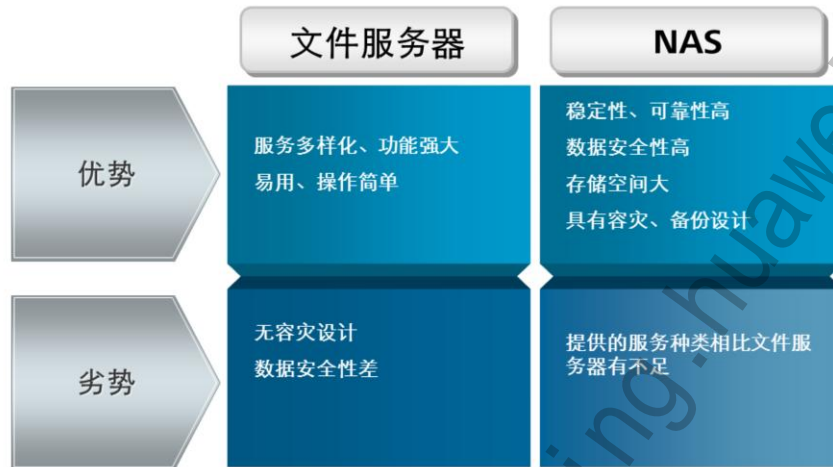 文件服务器
NAS
优势
服务多样化、功能强大
易用、操作简单
稳定性、可靠性高
数据安全性高
存储空间大
具有容灾、备份设计
劣势
无容灾设计
数据安全性差
提供的服务种类相比文件服
务器有不足
ing.huawe